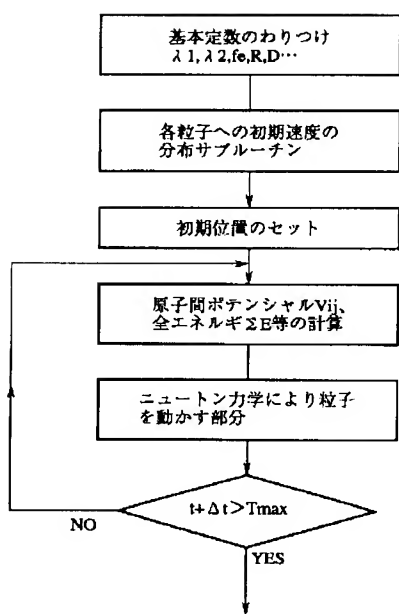 基本定数のわりつけ
λ1,λ2,fe,R,D…
各粒子への初期速度の
分布サブルーチン
初期位置のセット
原子間ポテンシャルVij、
全エネルギΣE等の計算
ニュートン力学により粒子
を動かす部分
t+Δt>Tmax
NO
YES